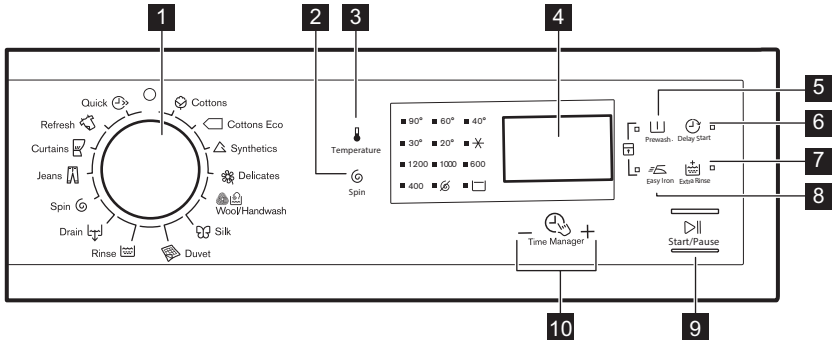 1
2
3
4
5
6
7
8
9
10
Quick
Cottons
Refresh
Cottons Eco
Curtains
Synthetics
Jeans
Delicates
Spin
Wool/Handwash
Drain
Silk
Rinse
Duvet
Temperature
Spin
90° 60° 40°
30° 20°
1200 1000 600
400
Time Manager
Prewash
Delay Start
Easy Iron
Extra Rinse
Start/Pause